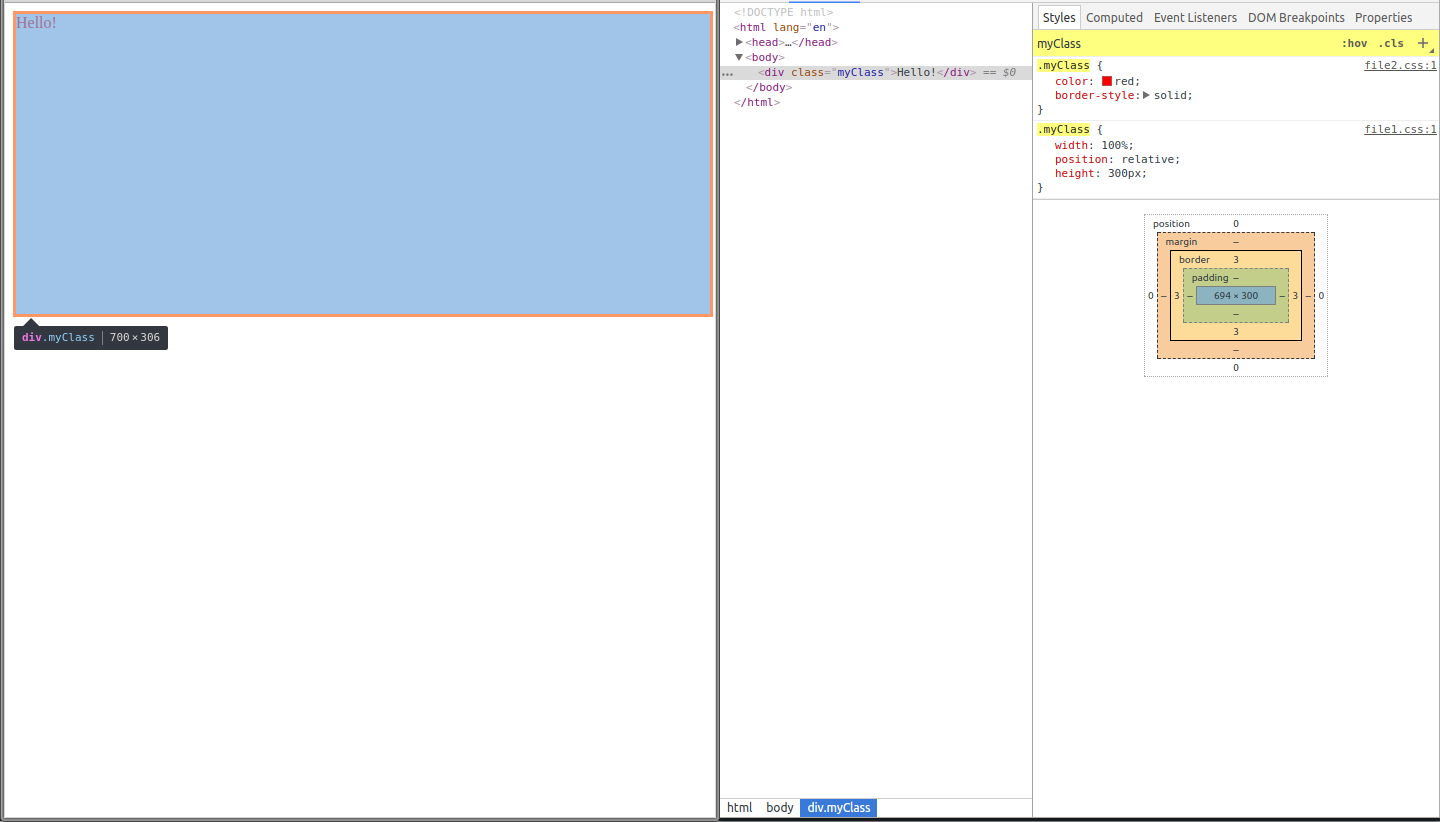 Hello!
div.myClass 700 × 306
<!DOCTYPE html>
<html lang="en">
▶<head>…</head>
▼<body>
… <div class="myClass">Hello!</div> == $0
</body>
</html>
html body div.myClass
Styles Computed Event Listeners DOM Breakpoints Properties
myClass :hov .cls +
.myClass { file2.css:1
color: red;
border-style:▶solid;
}
.myClass { file1.css:1
width: 100%;
position: relative;
height: 300px;
}
position 0
margin –
border 3
padding –
0 – 3 – 694 × 300 – 3 – 0
–
3
–
0